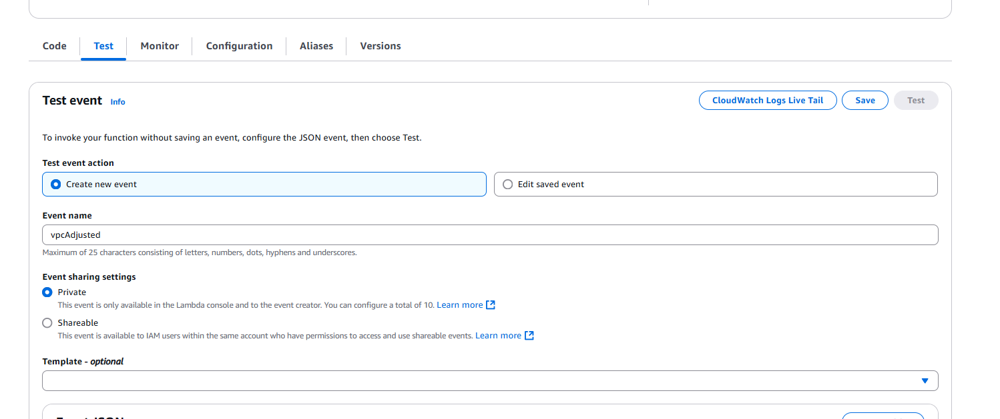 Code Test Monitor Configuration Aliases Versions
Test event Info CloudWatch Logs Live Tail Save Test
To invoke your function without saving an event, configure the JSON event, then choose Test.
Test event action
Create new event Edit saved event
Event name
vpcAdjusted
Maximum of 25 characters consisting of letters, numbers, dots, hyphens and underscores.
Event sharing settings
Private
This event is only available in the Lambda console and to the event creator. You can configure a total of 10. Learn more
Shareable
This event is available to IAM users within the same account who have permissions to access and use shareable events. Learn more
Template - optional
Event JSON